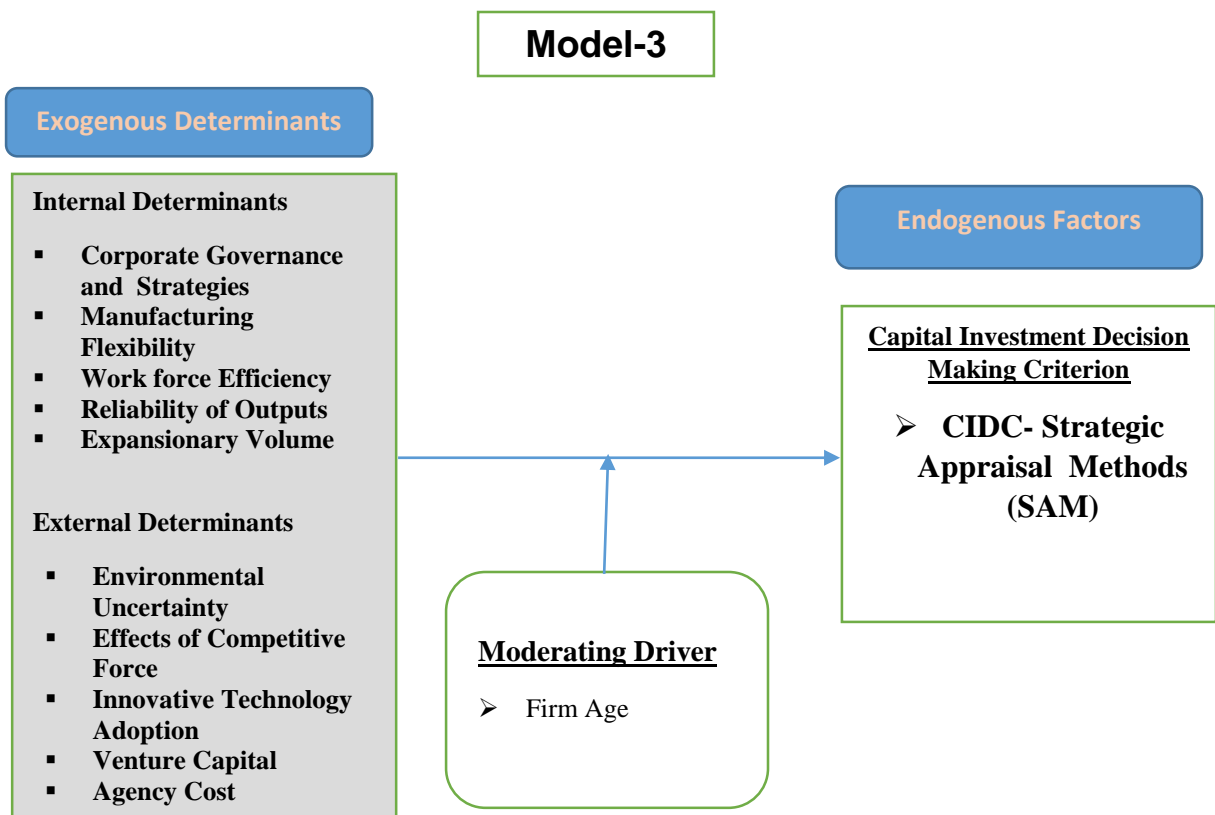 Model-3
Exogenous Determinants
Internal Determinants
▪ Corporate Governance
and Strategies
▪ Manufacturing
Flexibility
▪ Work force Efficiency
▪ Reliability of Outputs
▪ Expansionary Volume
External Determinants
▪ Environmental
Uncertainty
▪ Effects of Competitive
Force
▪ Innovative Technology
Adoption
▪ Venture Capital
▪ Agency Cost
Moderating Driver
➢ Firm Age
Endogenous Factors
Capital Investment Decision
Making Criterion
➢ CIDC- Strategic
Appraisal Methods
(SAM)